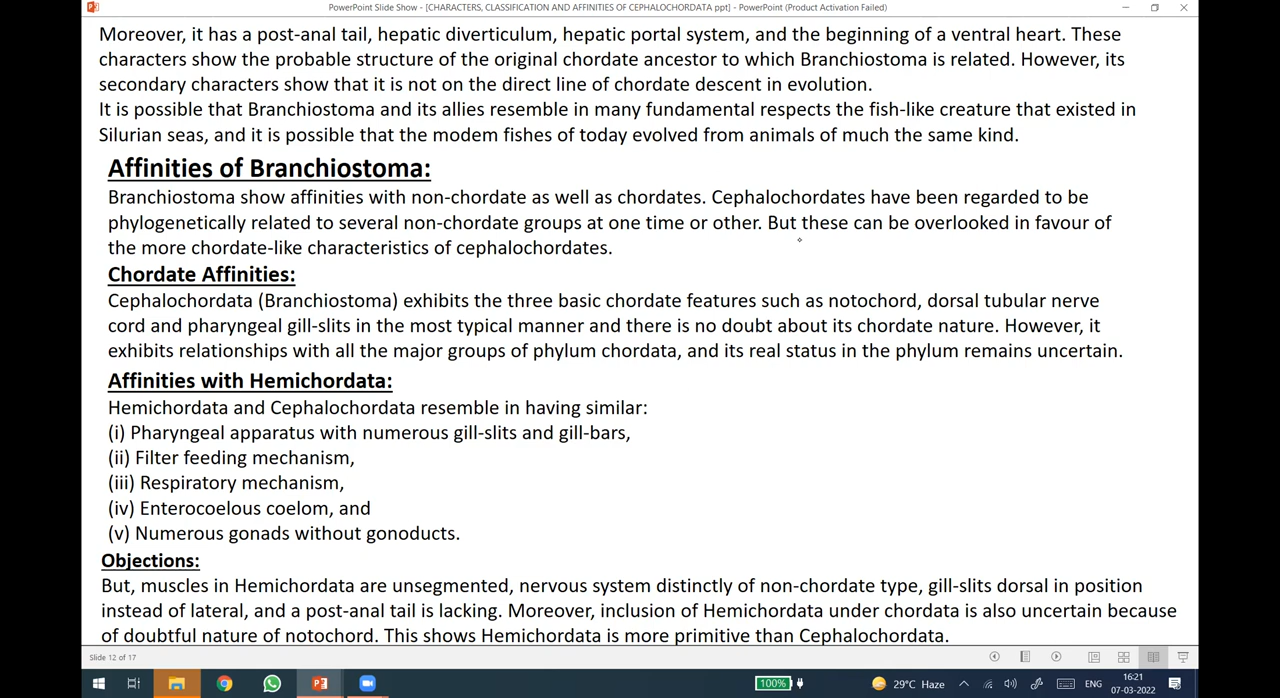 PowerPoint Slide Show - [CHARACTERS, CLASSIFICATION AND AFFINITIES OF CEPHALOCHORDATA ppt] - PowerPoint (Product Activation Failed)
Moreover, it has a post-anal tail, hepatic diverticulum, hepatic portal system, and the beginning of a ventral heart. These
characters show the probable structure of the original chordate ancestor to which Branchiostoma is related. However, its
secondary characters show that it is not on the direct line of chordate descent in evolution.
It is possible that Branchiostoma and its allies resemble in many fundamental respects the fish-like creature that existed in
Silurian seas, and it is possible that the modem fishes of today evolved from animals of much the same kind.
Affinities of Branchiostoma:
Branchiostoma show affinities with non-chordate as well as chordates. Cephalochordates have been regarded to be
phylogenetically related to several non-chordate groups at one time or other. But these can be overlooked in favour of
the more chordate-like characteristics of cephalochordates.
Chordate Affinities:
Cephalochordata (Branchiostoma) exhibits the three basic chordate features such as notochord, dorsal tubular nerve
cord and pharyngeal gill-slits in the most typical manner and there is no doubt about its chordate nature. However, it
exhibits relationships with all the major groups of phylum chordata, and its real status in the phylum remains uncertain.
Affinities with Hemichordata:
Hemichordata and Cephalochordata resemble in having similar:
(i) Pharyngeal apparatus with numerous gill-slits and gill-bars,
(ii) Filter feeding mechanism,
(iii) Respiratory mechanism,
(iv) Enterocoelous coelom, and
(v) Numerous gonads without gonoducts.
Objections:
But, muscles in Hemichordata are unsegmented, nervous system distinctly of non-chordate type, gill-slits dorsal in position
instead of lateral, and a post-anal tail is lacking. Moreover, inclusion of Hemichordata under chordata is also uncertain because
of doubtful nature of notochord. This shows Hemichordata is more primitive than Cephalochordata.
Slide 12 of 17
100%
29°C Haze
ENG
16:21
07-03-2022